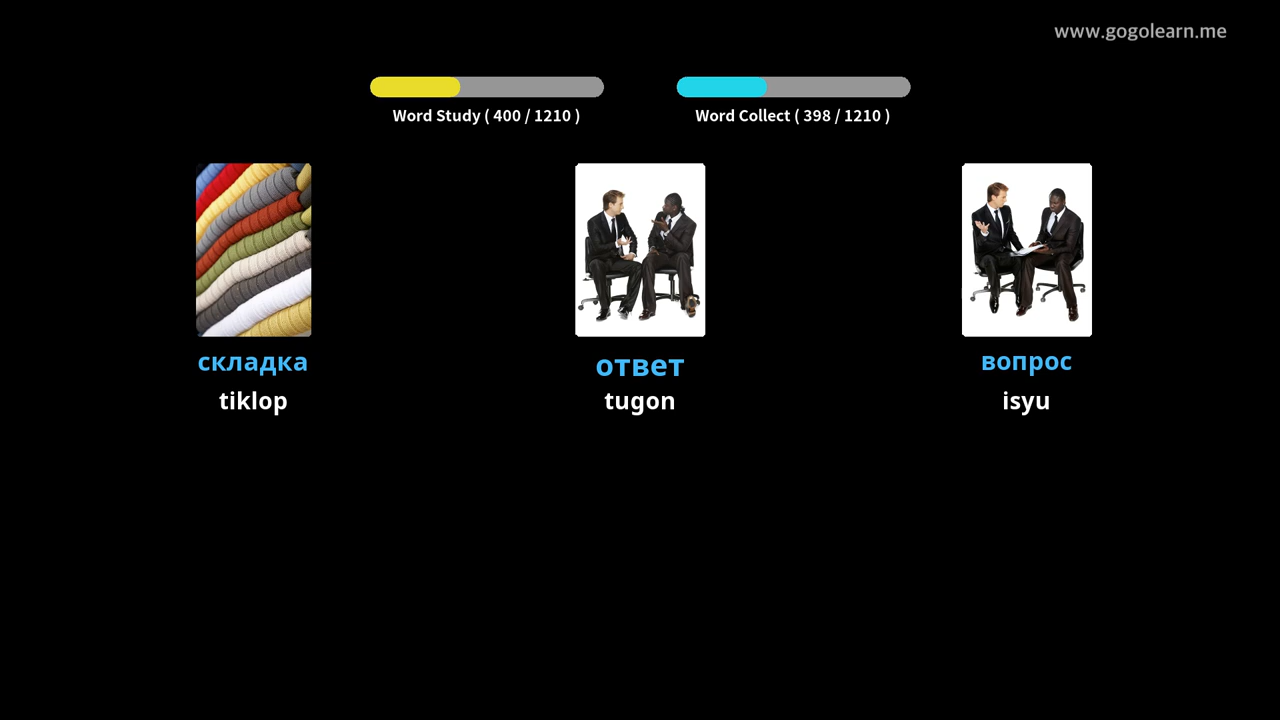 www.gogolearn.me
Word Study ( 400 / 1210 )
Word Collect ( 398 / 1210 )
складка
tiklop
ответ
tugon
вопрос
isyu